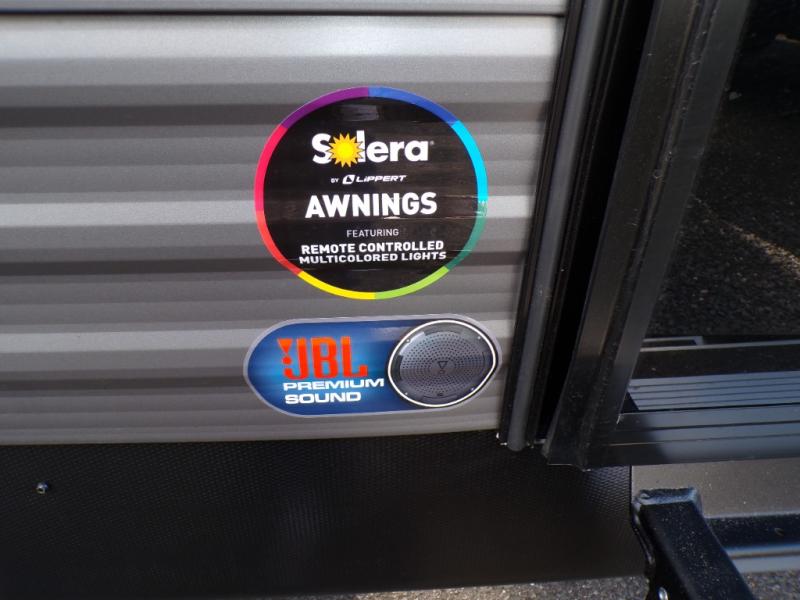 Solera®
BY LIPPERT
AWNINGS
FEATURING
REMOTE CONTROLLED
MULTICOLORED LIGHTS
JBL
PREMIUM
SOUND